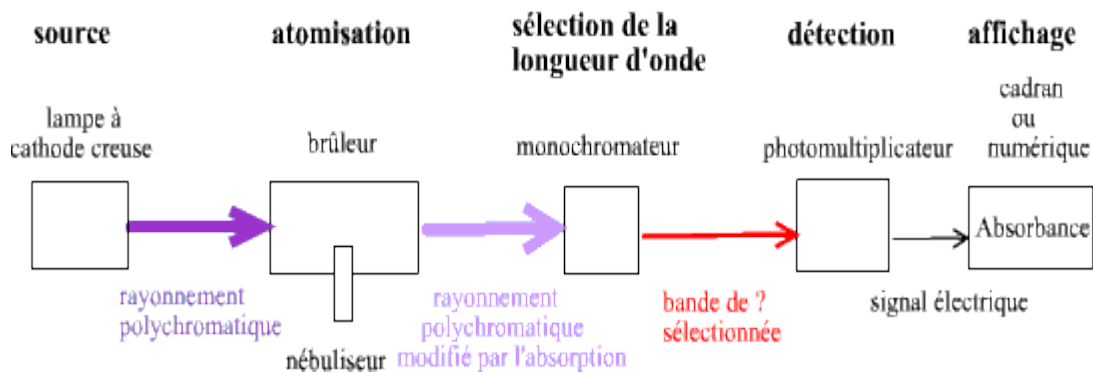 source
atomisation
sélection de la
longueur d'onde
détection
affichage
lampe à
cathode creuse
brûleur
monochromateur
photomultiplicateur
cadran
ou
numérique
Absorbance
rayonnement
polychromatique
nébuliseur
rayonnement
polychromatique
modifié par l'absorption
bande de ?
sélectionnée
signal électrique